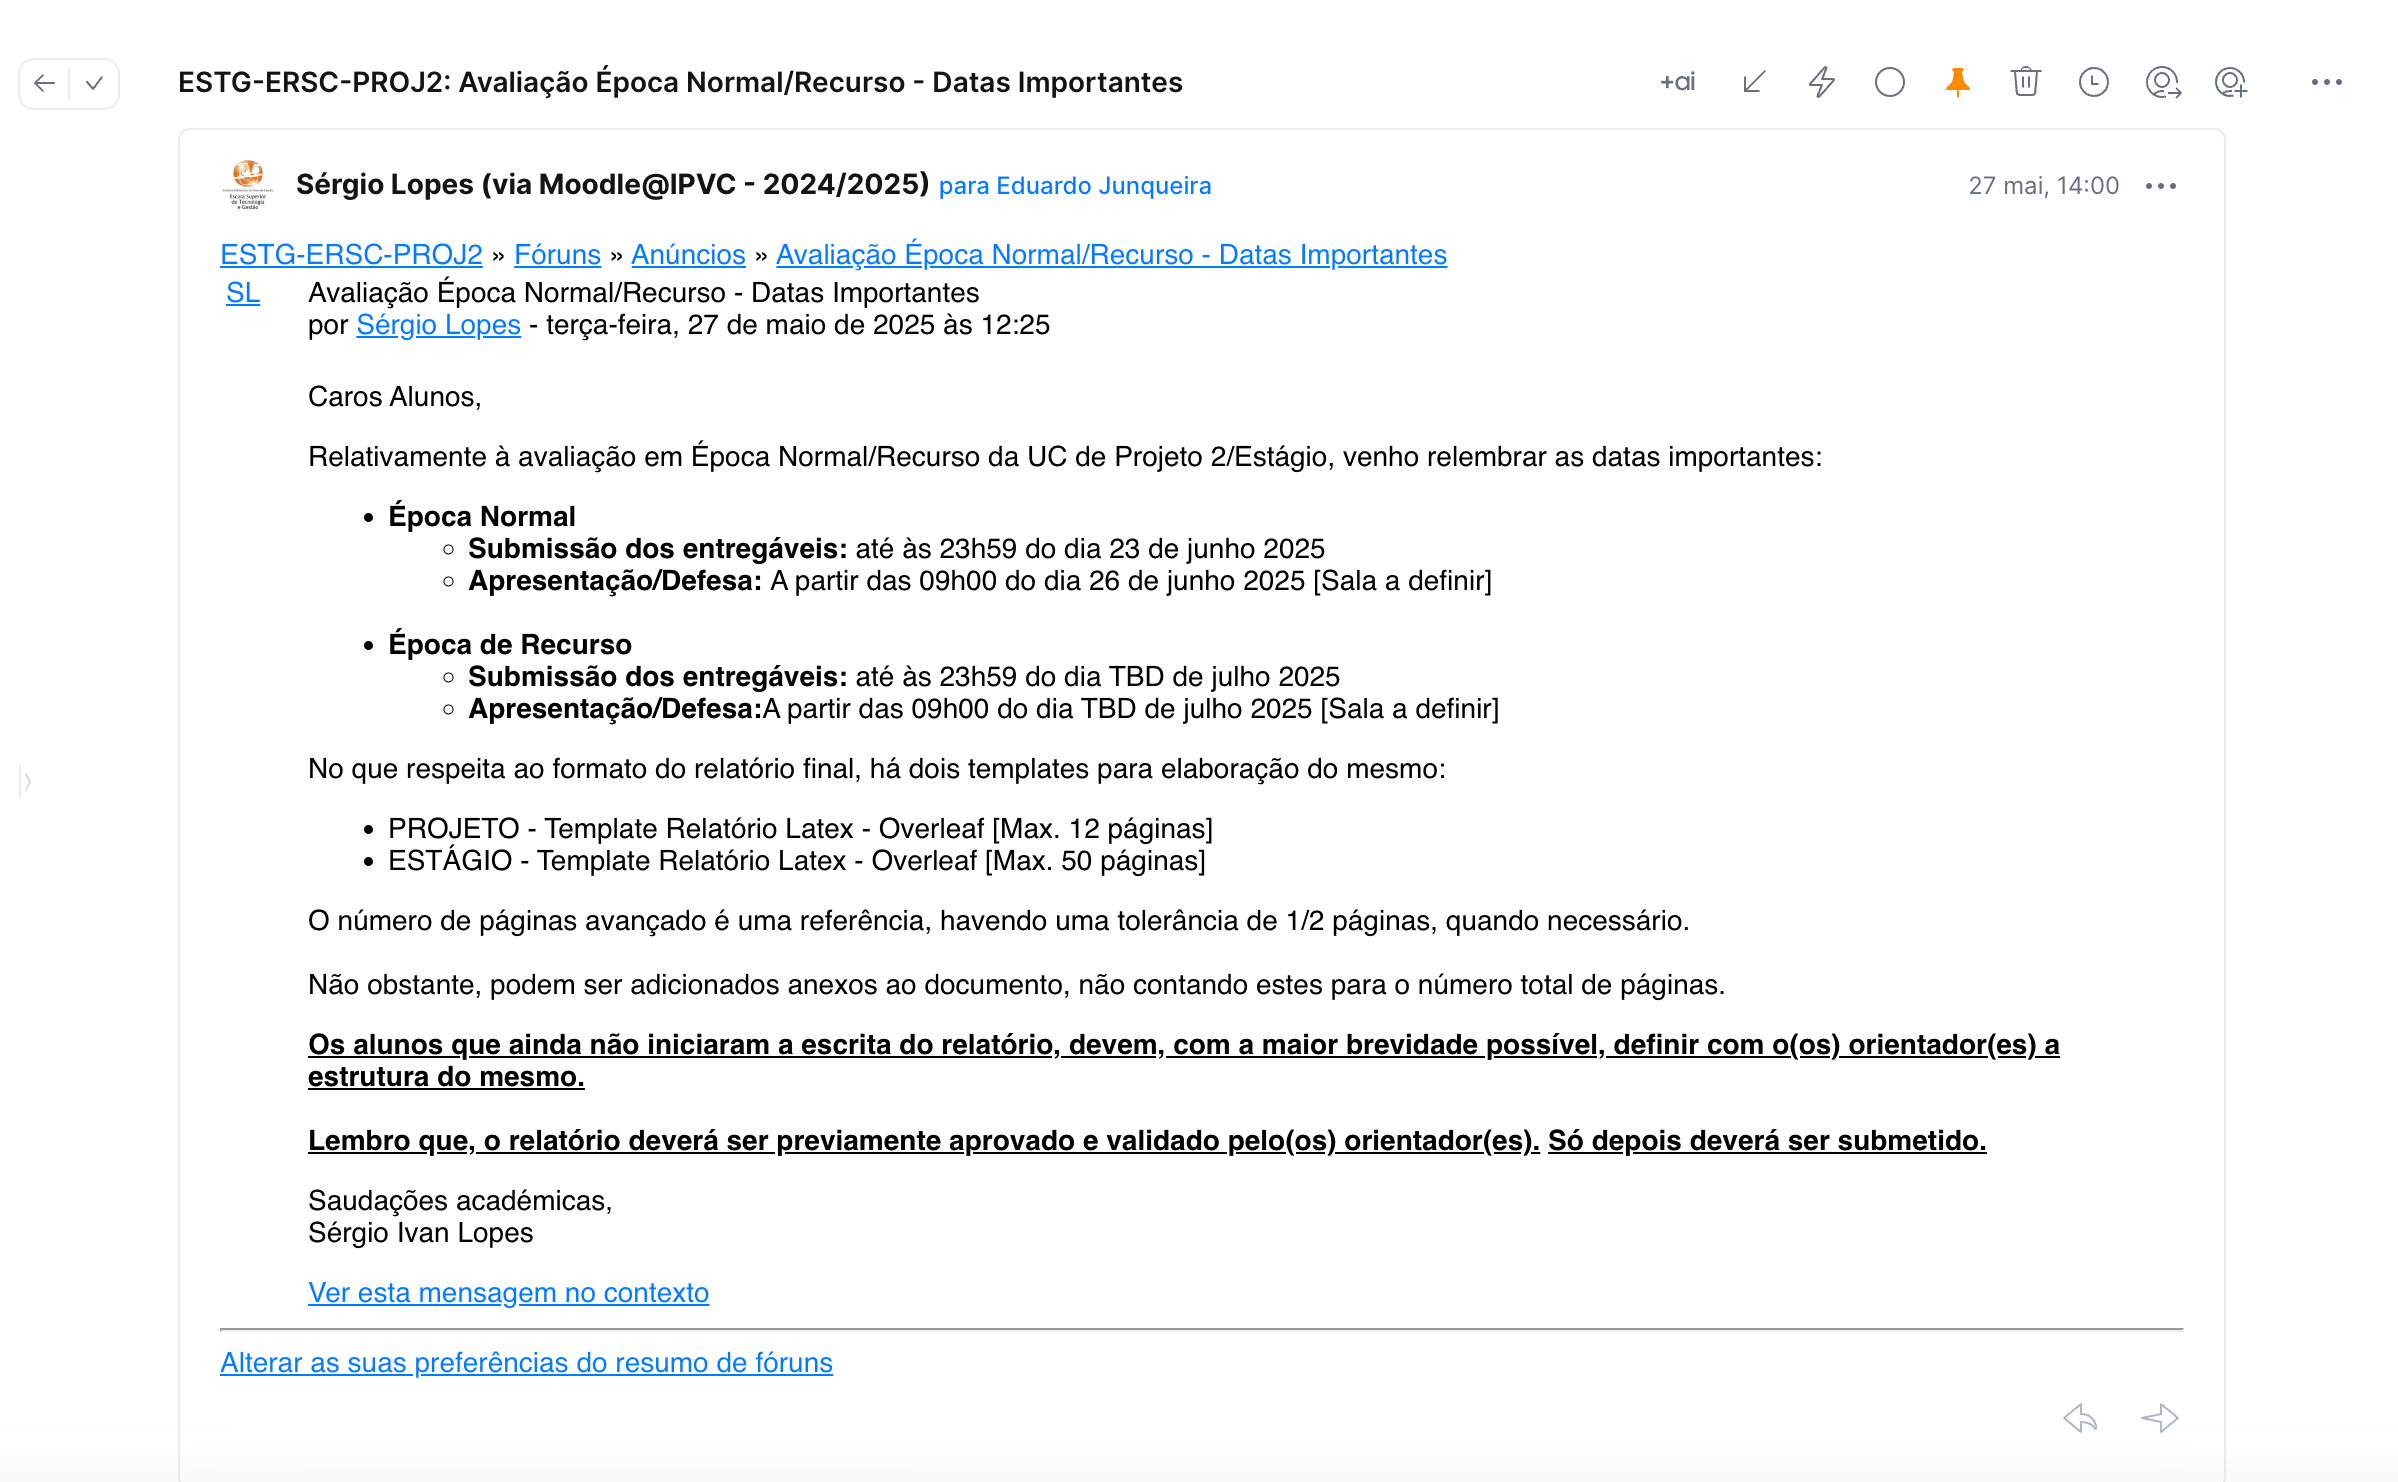 ESTG-ERSC-PROJ2: Avaliação Época Normal/Recurso - Datas Importantes
+ai
Sérgio Lopes (via Moodle@IPVC - 2024/2025) para Eduardo Junqueira
27 mai, 14:00
ESTG-ERSC-PROJ2 » Fóruns » Anúncios » Avaliação Época Normal/Recurso - Datas Importantes
SL
Avaliação Época Normal/Recurso - Datas Importantes
por Sérgio Lopes - terça-feira, 27 de maio de 2025 às 12:25
Caros Alunos,
Relativamente à avaliação em Época Normal/Recurso da UC de Projeto 2/Estágio, venho relembrar as datas importantes:
• Época Normal
◦ Submissão dos entregáveis: até às 23h59 do dia 23 de junho 2025
◦ Apresentação/Defesa: A partir das 09h00 do dia 26 de junho 2025 [Sala a definir]
• Época de Recurso
◦ Submissão dos entregáveis: até às 23h59 do dia TBD de julho 2025
◦ Apresentação/Defesa:A partir das 09h00 do dia TBD de julho 2025 [Sala a definir]
No que respeita ao formato do relatório final, há dois templates para elaboração do mesmo:
• PROJETO - Template Relatório Latex - Overleaf [Max. 12 páginas]
• ESTÁGIO - Template Relatório Latex - Overleaf [Max. 50 páginas]
O número de páginas avançado é uma referência, havendo uma tolerância de 1/2 páginas, quando necessário.
Não obstante, podem ser adicionados anexos ao documento, não contando estes para o número total de páginas.
Os alunos que ainda não iniciaram a escrita do relatório, devem, com a maior brevidade possível, definir com o(os) orientador(es) a
estrutura do mesmo.
Lembro que, o relatório deverá ser previamente aprovado e validado pelo(os) orientador(es). Só depois deverá ser submetido.
Saudações académicas,
Sérgio Ivan Lopes
Ver esta mensagem no contexto
Alterar as suas preferências do resumo de fóruns